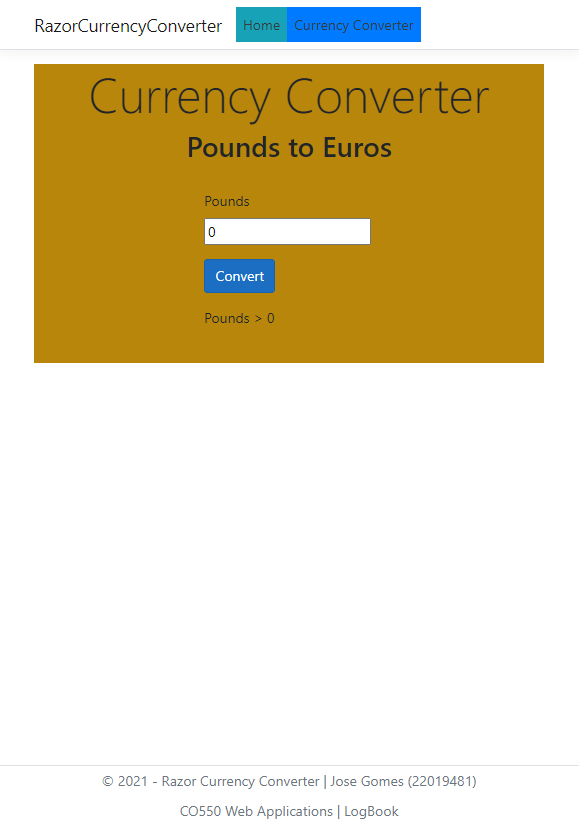 RazorCurrencyConverter Home Currency Converter
Currency Converter
Pounds to Euros
Pounds
0
Convert
Pounds > 0
© 2021 - Razor Currency Converter | Jose Gomes (22019481)
CO550 Web Applications | LogBook